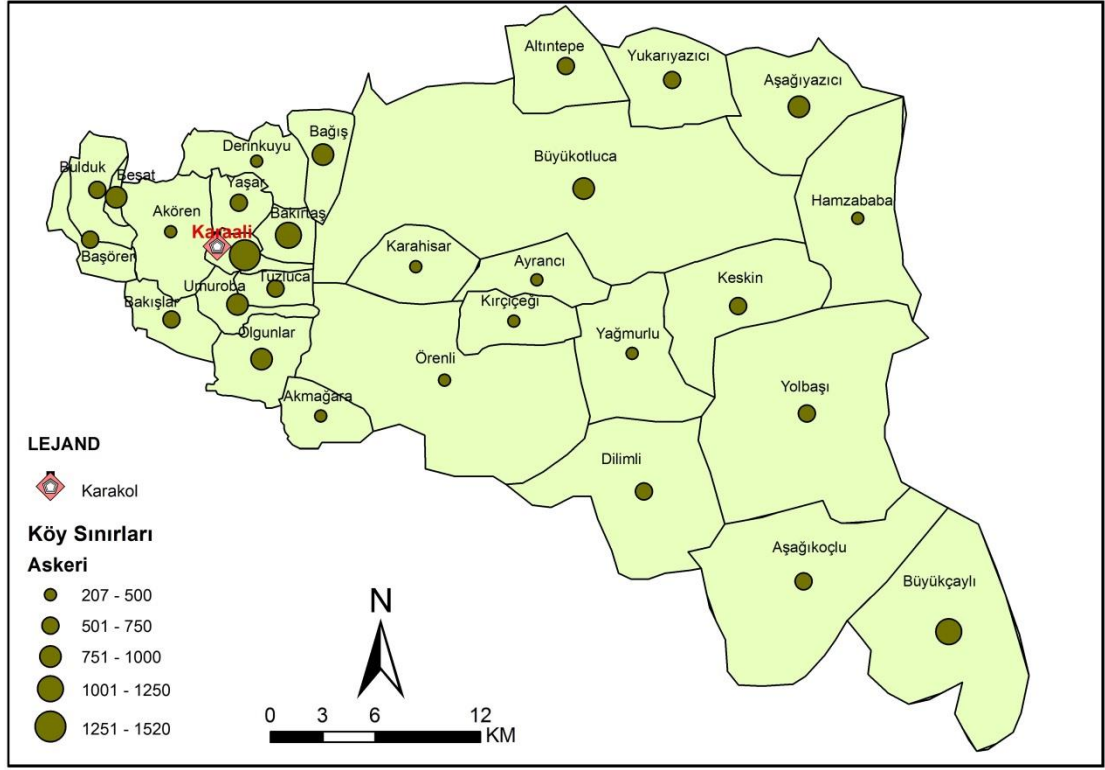 Altıntepe
Yukarıyazıcı
Aşağıyazıcı
Bağış
Derinkuyu
Büyükotluca
Bulduk
Beşat
Yaşar
Hamzababa
Akören
Bakırtaş
Karaali
Karahisar
Başören
Ayrancı
Tuzluca
Keskin
Umuroba
Bakışlar
Kırçiçeği
Olgunlar
Yağmurlu
Örenli
Yolbaşı
Akmağara
Dilimli
Aşağıkoçlu
Büyükçaylı
LEJAND
Karakol
Köy Sınırları
Askeri
207 - 500
501 - 750
751 - 1000
1001 - 1250
1251 - 1520
N
0 3 6 12
KM